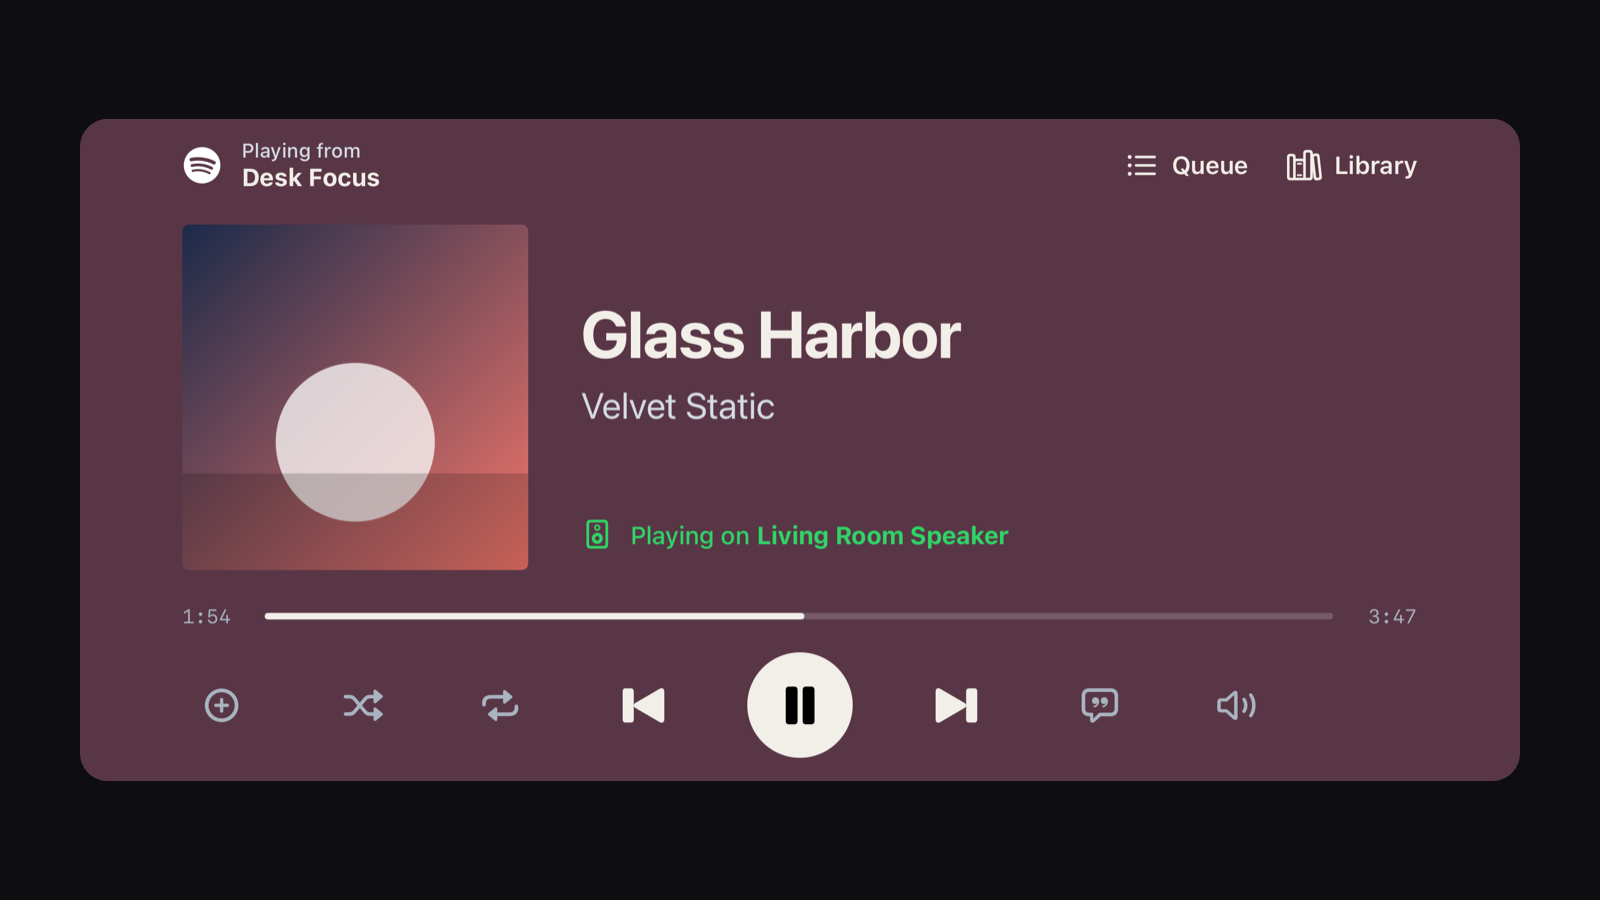 Playing from
Desk Focus
Queue
Library
Glass Harbor
Velvet Static
Playing on Living Room Speaker
1:54
3:47